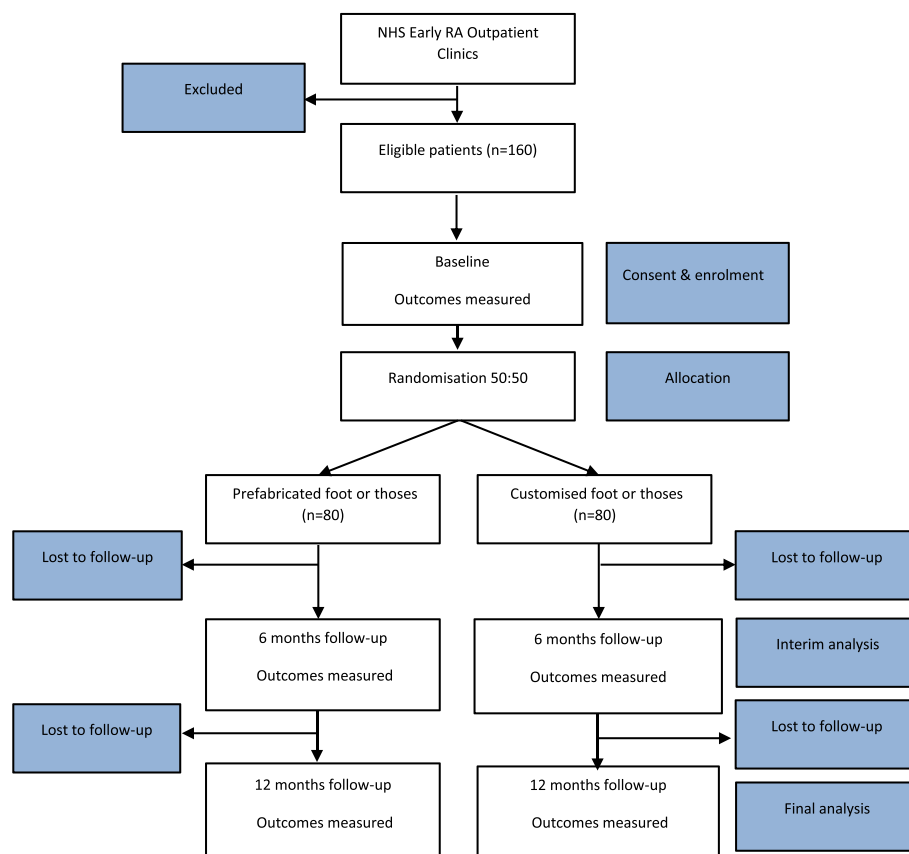 NHS Early RA Outpatient
Clinics
Excluded
Eligible patients (n=160)
Baseline
Outcomes measured
Consent & enrolment
Randomisation 50:50
Allocation
Prefabricated foot or thoses
(n=80)
Customised foot or thoses
(n=80)
Lost to follow-up
Lost to follow-up
6 months follow-up
Outcomes measured
6 months follow-up
Outcomes measured
Interim analysis
Lost to follow-up
Lost to follow-up
12 months follow-up
Outcomes measured
12 months follow-up
Outcomes measured
Final analysis